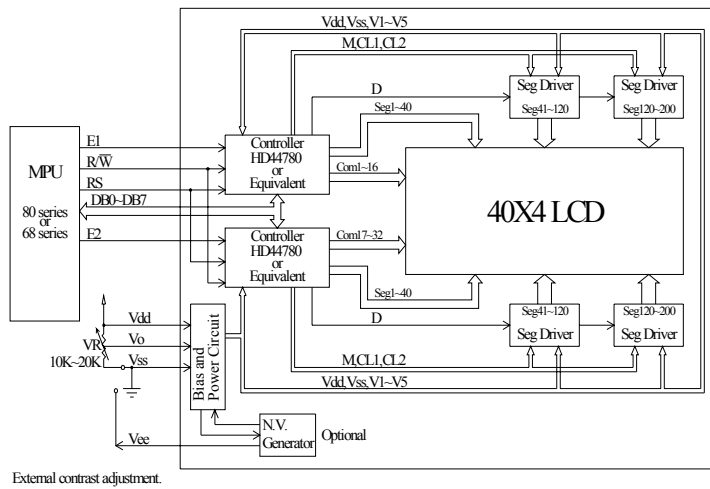 Vdd,Vss,V1~V5
M,CL1,CL2
Seg Driver
Seg41~120
Seg Driver
Seg120~200
D
Seg1~40
MPU
80 series
or
68 series
E1
R/W̅
RS
DB0~DB7
E2
Controller
HD44780
or
Equivalent
Com1~16
40X4 LCD
Controller
HD44780
or
Equivalent
Com17~32
Seg1~40
D
Seg41~120
Seg Driver
Seg120~200
Seg Driver
M,CL1,CL2
Vdd,Vss,V1~V5
Vdd
VR
Vo
10K~20K
Vss
Bias and
Power Circuit
Vee
N.V.
Generator
Optional
External contrast adjustment.